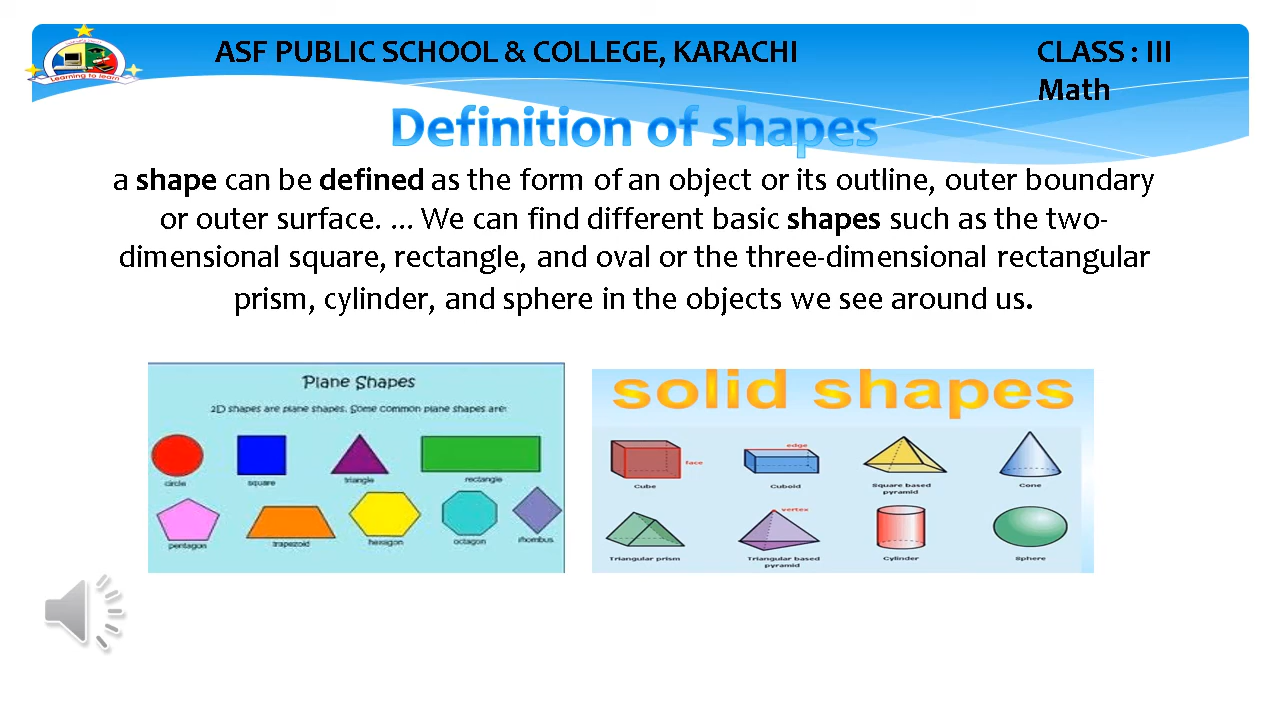 ASF PUBLIC SCHOOL & COLLEGE, KARACHI
CLASS : III
Math
Learning to learn
Definition of shapes
a shape can be defined as the form of an object or its outline, outer boundary
or outer surface. ... We can find different basic shapes such as the two-
dimensional square, rectangle, and oval or the three-dimensional rectangular
prism, cylinder, and sphere in the objects we see around us.
Plane Shapes
2D shapes are plane shapes. Some common plane shapes are:
circle
square
triangle
rectangle
pentagon
trapezoid
hexagon
octagon
rhombus
solid shapes
face
edge
Cube
Cuboid
Square based
pyramid
Cone
vertex
Triangular prism
Triangular based
pyramid
Cylinder
Sphere